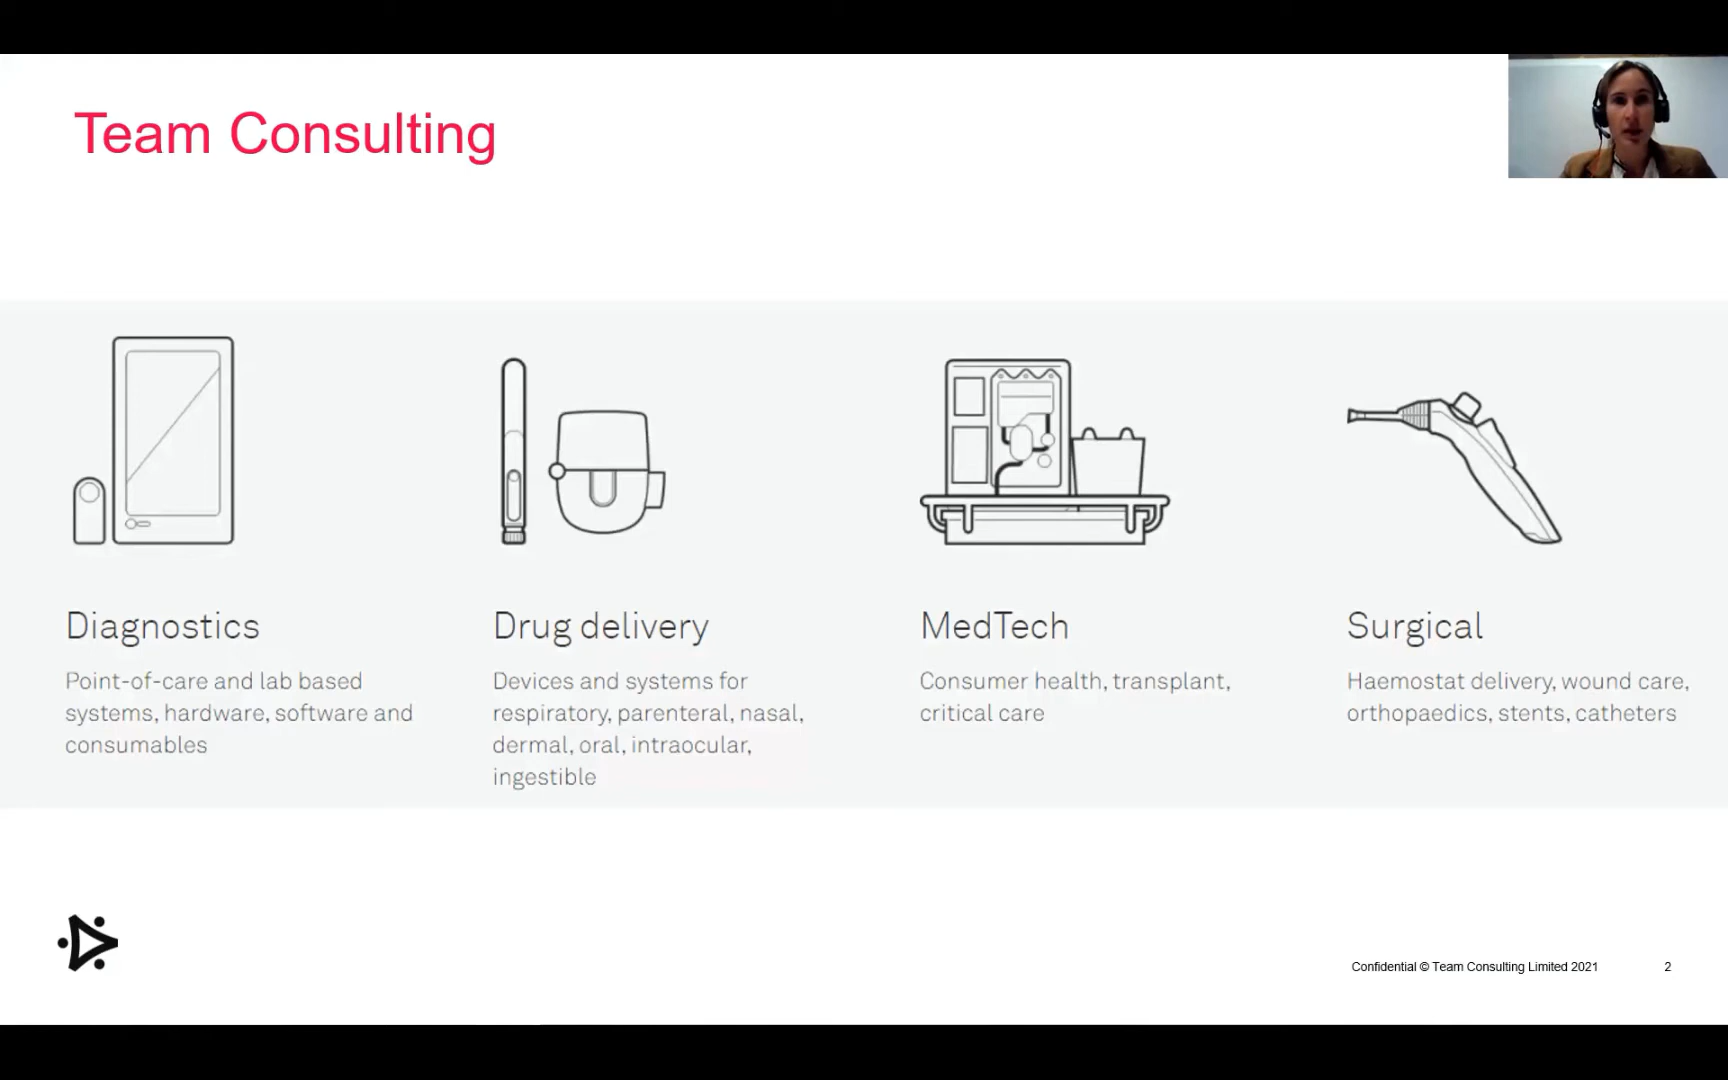 Team Consulting
Diagnostics
Point-of-care and lab based
systems, hardware, software and
consumables
Drug delivery
Devices and systems for
respiratory, parenteral, nasal,
dermal, oral, intraocular,
ingestible
MedTech
Consumer health, transplant,
critical care
Surgical
Haemostat delivery, wound care,
orthopaedics, stents, catheters
Confidential © Team Consulting Limited 2021
2